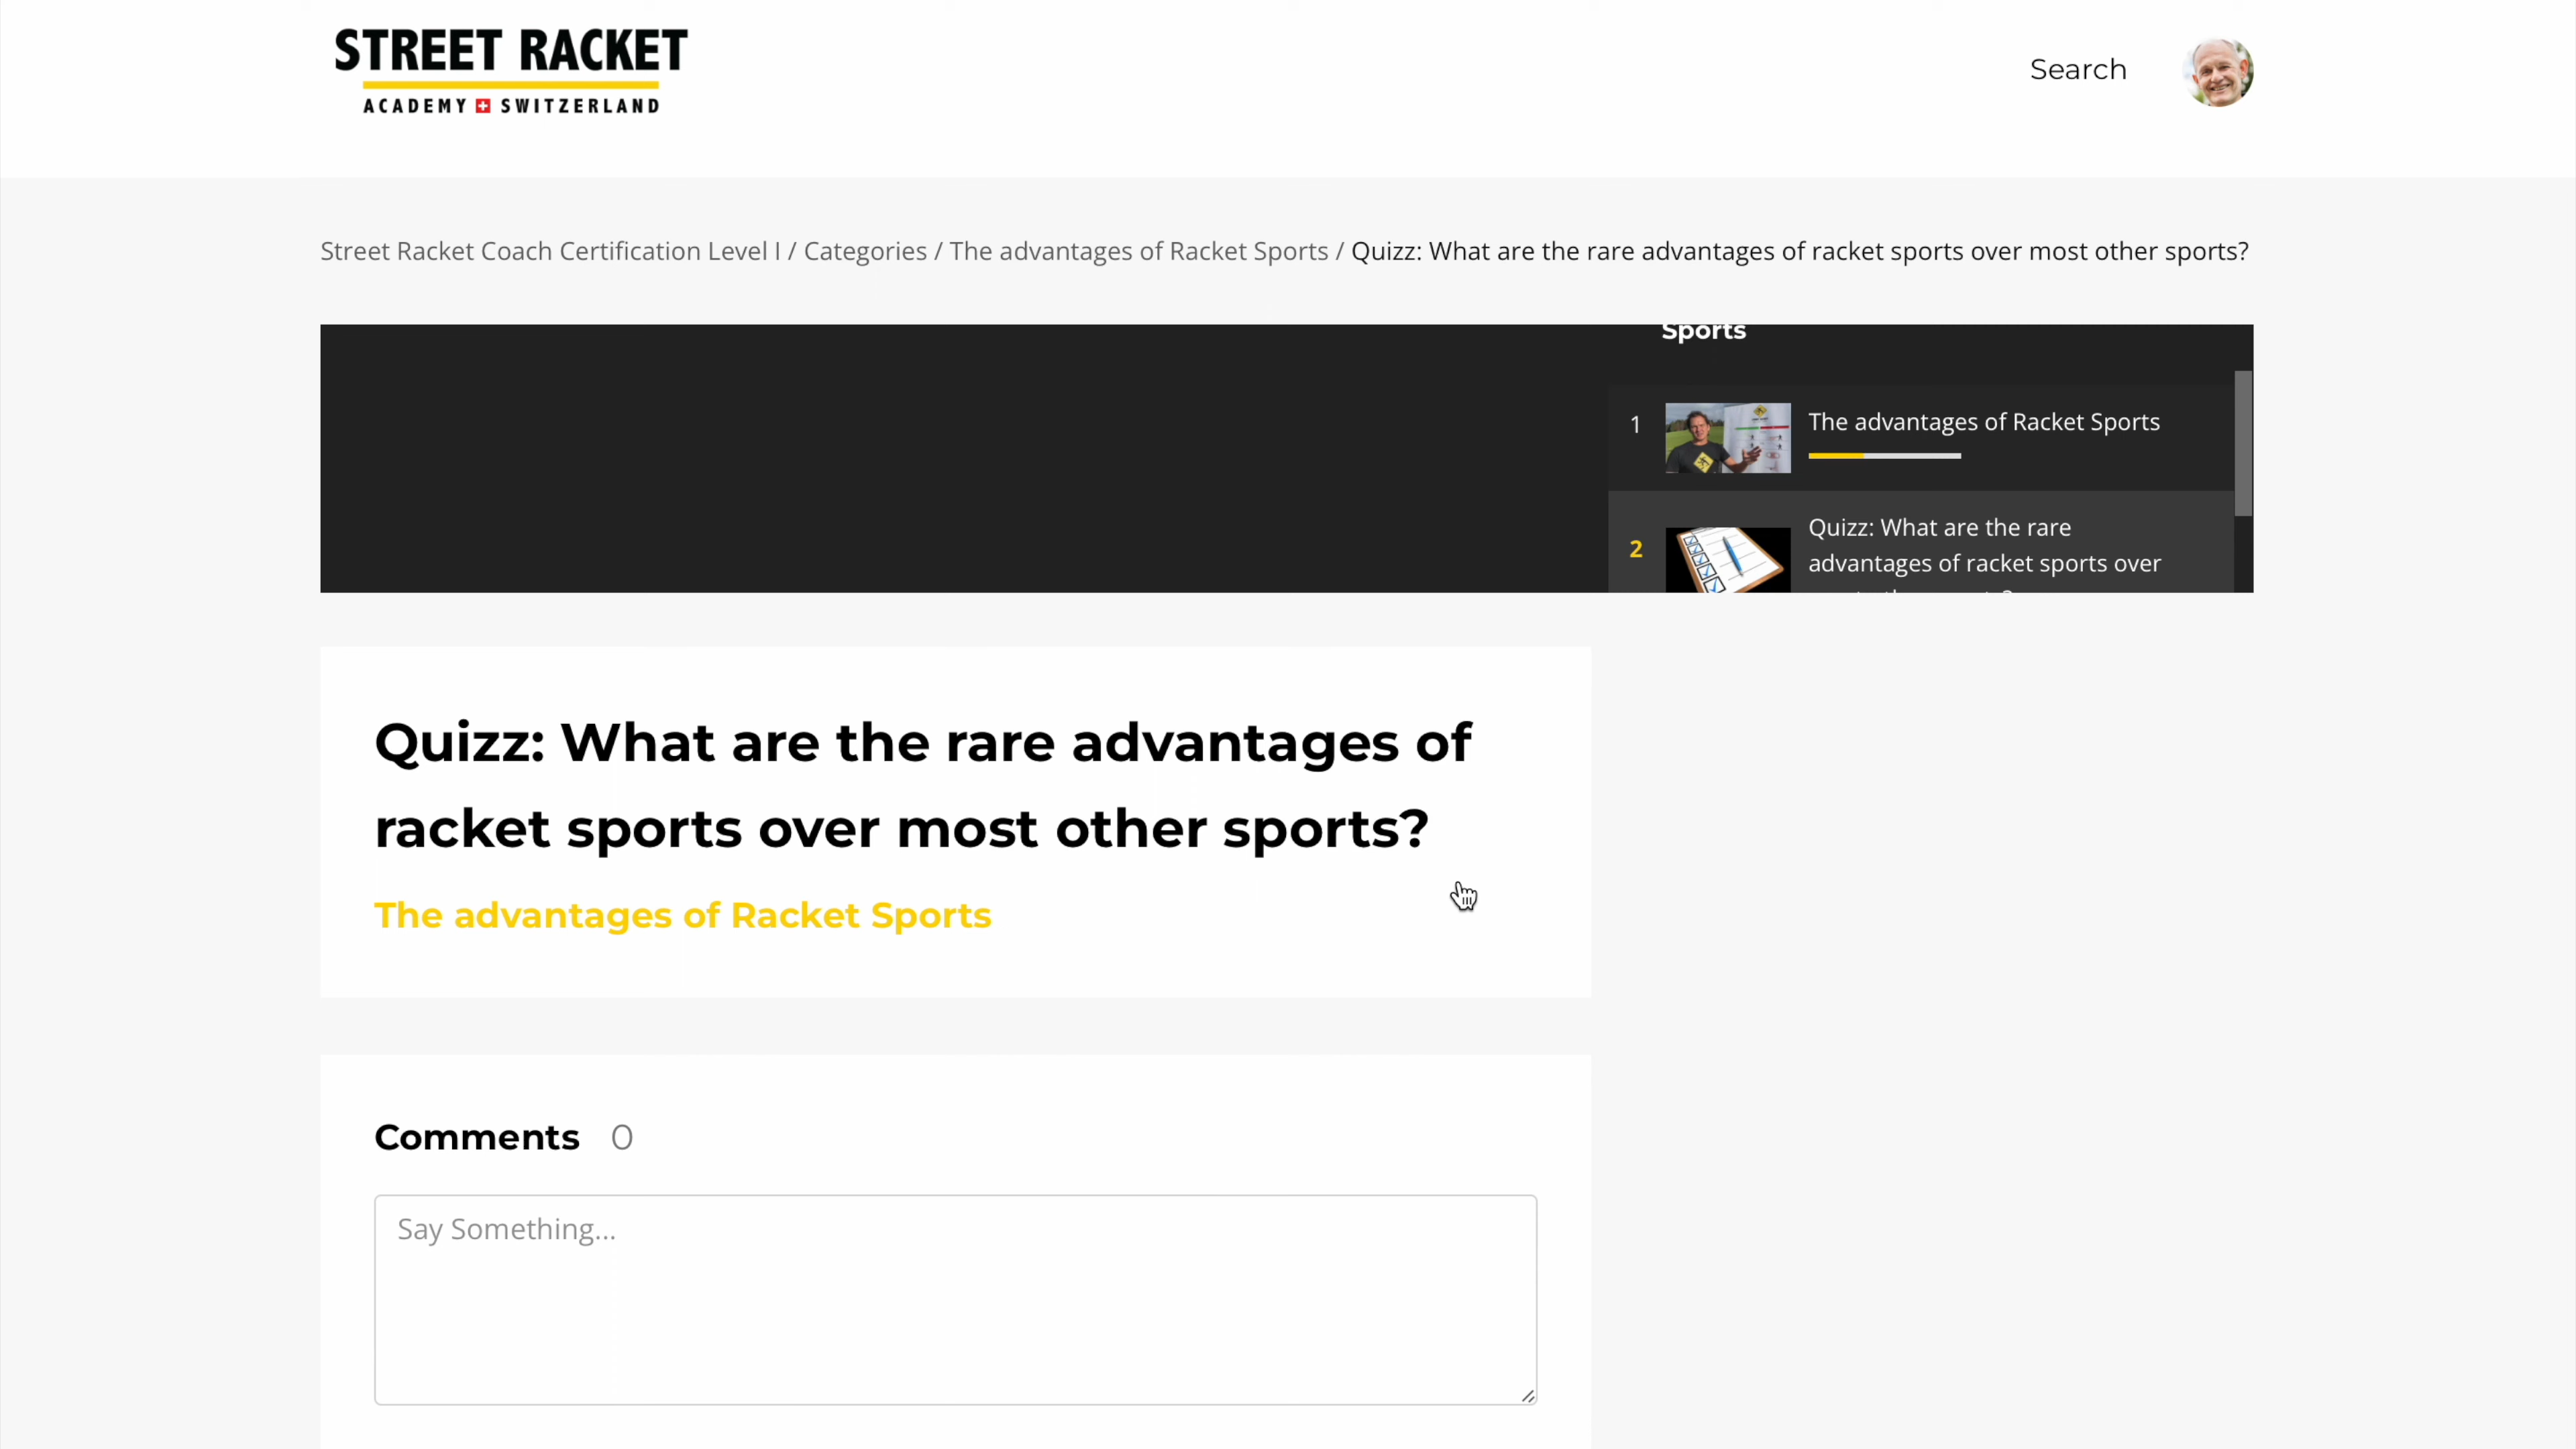 STREET RACKET
ACADEMY SWITZERLAND
Search
Street Racket Coach Certification Level I / Categories / The advantages of Racket Sports / Quizz: What are the rare advantages of racket sports over most other sports?
Sports
1
The advantages of Racket Sports
2
Quizz: What are the rare
advantages of racket sports over
Quizz: What are the rare advantages of
racket sports over most other sports?
The advantages of Racket Sports
Comments 0
Say Something...